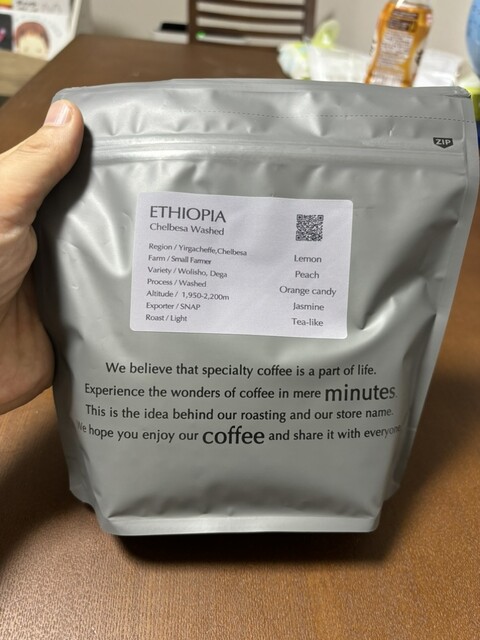 ZIP
ETHIOPIA
Chelbesa Washed
Region / Yirgacheffe,Chelbesa
Farm / Small Farmer
Variety / Wolisho, Dega
Process / Washed
Altitude / 1,950-2,200m
Exporter / SNAP
Roast / Light
Lemon
Peach
Orange candy
Jasmine
Tea-like
We believe that specialty coffee is a part of life.
Experience the wonders of coffee in mere minutes.
This is the idea behind our roasting and our store name.
We hope you enjoy our coffee and share it with everyone.